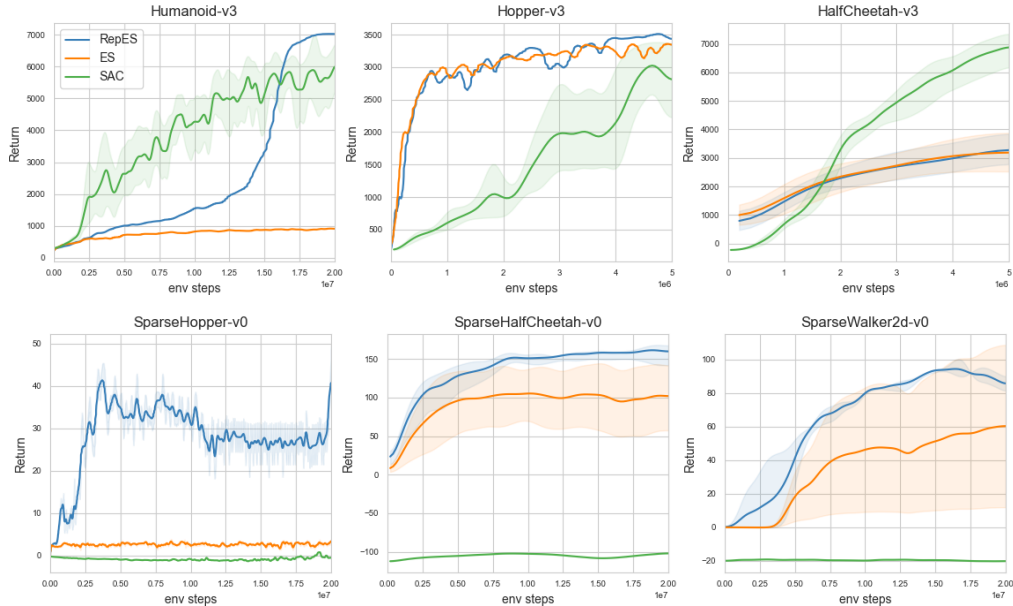 Humanoid-v3
Hopper-v3
HalfCheetah-v3
RepES
ES
SAC
Return
7000
6000
5000
4000
3000
2000
1000
0
0.00 0.25 0.5 0.75 1.00 1.25 1.50 1.75 2.00
1e7
env steps
Return
3500
3000
2500
2000
1500
1000
500
0 1 2 3 4 5
1e6
env steps
Return
7000
6000
5000
4000
3000
2000
1000
0
0 1 2 3 4 5
1e6
env steps
SparseHopper-v0
SparseHalfCheetah-v0
SparseWalker2d-v0
Return
50
40
30
20
10
0
0.00 0.25 0.5 0.75 1.00 1.25 1.50 1.75 2.00
1e7
env steps
Return
150
100
50
0
−50
−100
0.00 0.25 0.5 0.75 1.00 1.25 1.50 1.75 2.00
1e7
env steps
Return
100
80
60
40
20
0
−20
0.00 0.25 0.5 0.75 1.00 1.25 1.50 1.75 2.00
1e7
env steps